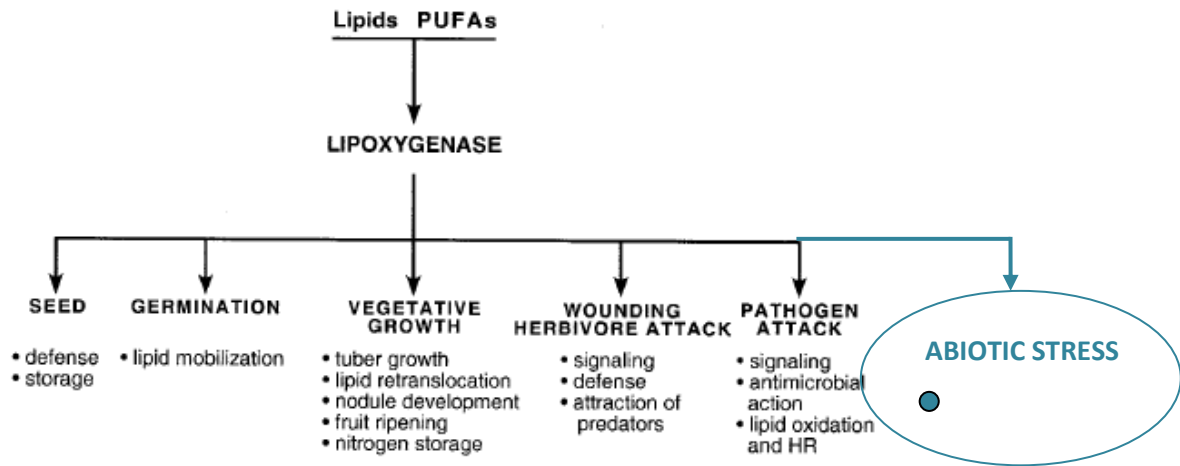 Lipids PUFAs
LIPOXYGENASE
SEED
• defense
• storage
GERMINATION
• lipid mobilization
VEGETATIVE
GROWTH
• tuber growth
• lipid retranslocation
• nodule development
• fruit ripening
• nitrogen storage
WOUNDING
HERBIVORE ATTACK
• signaling
• defense
• attraction of
predators
PATHOGEN
ATTACK
• signaling
• antimicrobial
action
• lipid oxidation
and HR
ABIOTIC STRESS